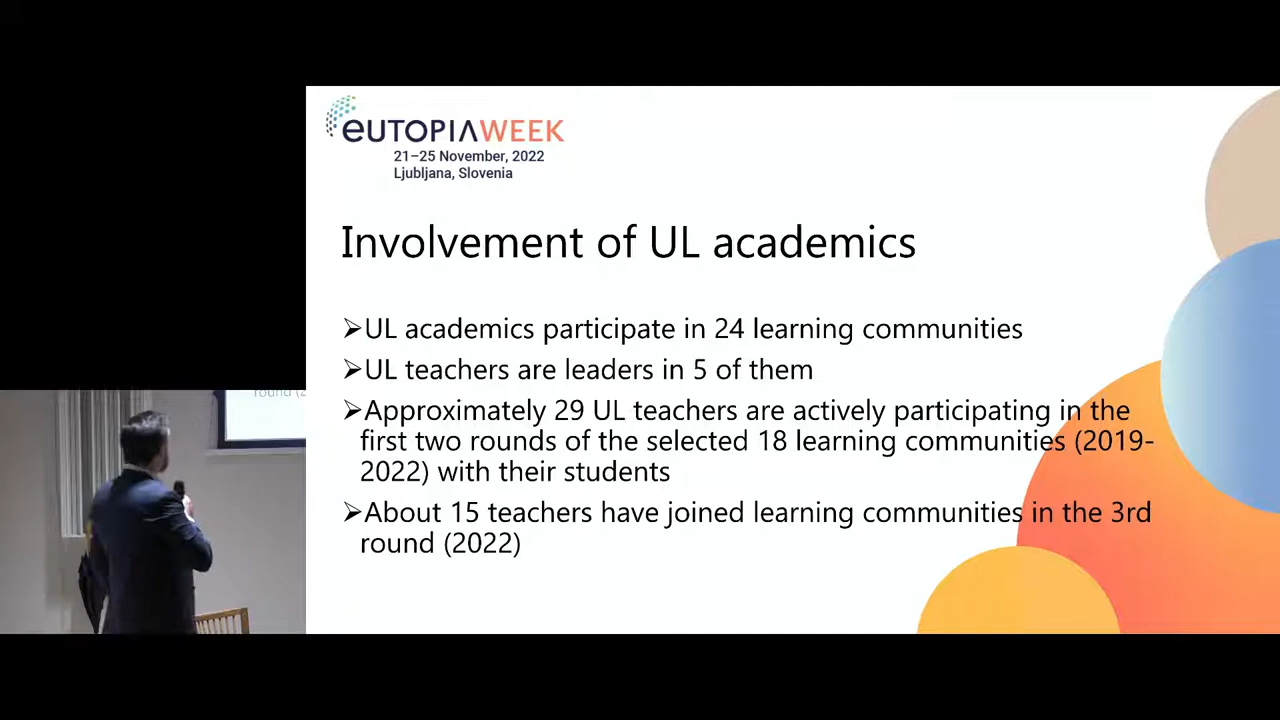 eUTOPIAWEEK
21–25 November, 2022
Ljubljana, Slovenia
Involvement of UL academics
➢UL academics participate in 24 learning communities
➢UL teachers are leaders in 5 of them
➢Approximately 29 UL teachers are actively participating in the
first two rounds of the selected 18 learning communities (2019-
2022) with their students
➢About 15 teachers have joined learning communities in the 3rd
round (2022)
round (2